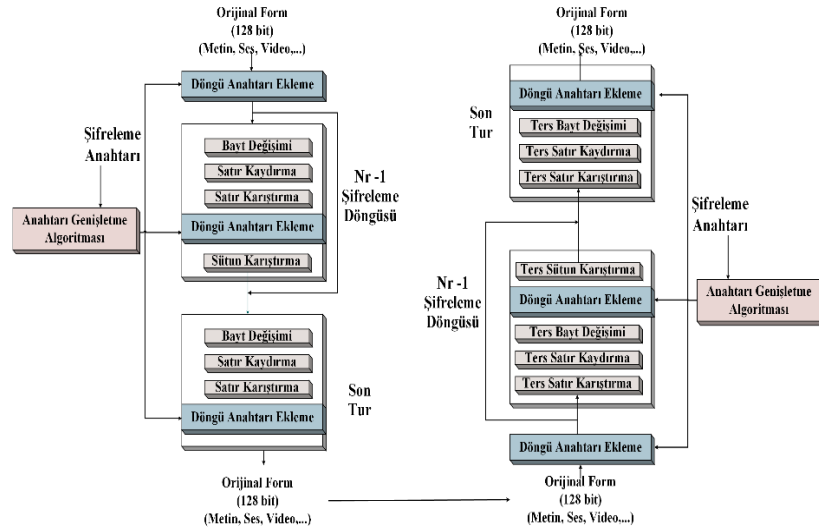 Orijinal Form
(128 bit)
(Metin, Ses, Video,...)
Döngü Anahtarı Ekleme
Şifreleme
Anahtarı
Anahtarı Genişletme
Algoritması
Bayt Değişimi
Satır Kaydırma
Satır Karıştırma
Döngü Anahtarı Ekleme
Sütun Karıştırma
Nr -1
Şifreleme
Döngüsü
Bayt Değişimi
Satır Kaydırma
Satır Karıştırma
Döngü Anahtarı Ekleme
Son
Tur
Orijinal Form
(128 bit)
(Metin, Ses, Video,...)
Orijinal Form
(128 bit)
(Metin, Ses, Video,...)
Döngü Anahtarı Ekleme
Son
Tur
Ters Bayt Değişimi
Ters Satır Kaydırma
Ters Satır Karıştırma
Şifreleme
Anahtarı
Anahtarı Genişletme
Algoritması
Ters Sütun Karıştırma
Döngü Anahtarı Ekleme
Nr -1
Şifreleme
Döngüsü
Ters Bayt Değişimi
Ters Satır Kaydırma
Ters Satır Karıştırma
Döngü Anahtarı Ekleme
Orijinal Form
(128 bit)
(Metin, Ses, Video,...)